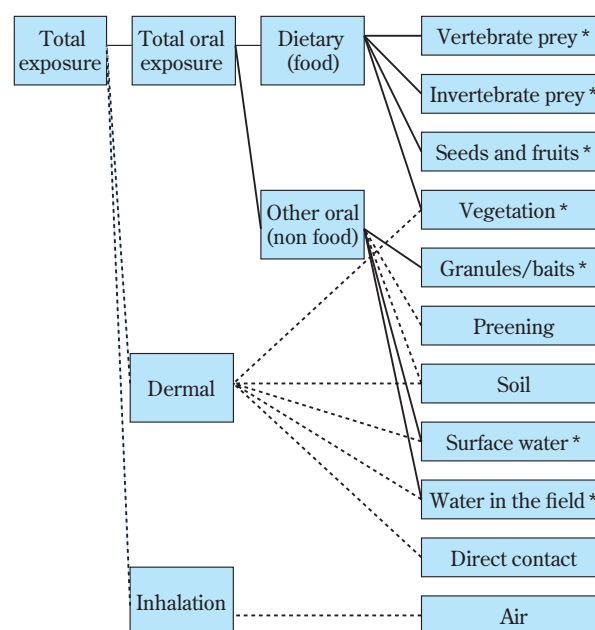 Total
exposure
Total oral
exposure
Dietary
(food)
Vertebrate prey *
Invertebrate prey *
Seeds and fruits *
Other oral
(non food)
Vegetation *
Granules/baits *
Preening
Dermal
Soil
Surface water *
Water in the field *
Direct contact
Inhalation
Air